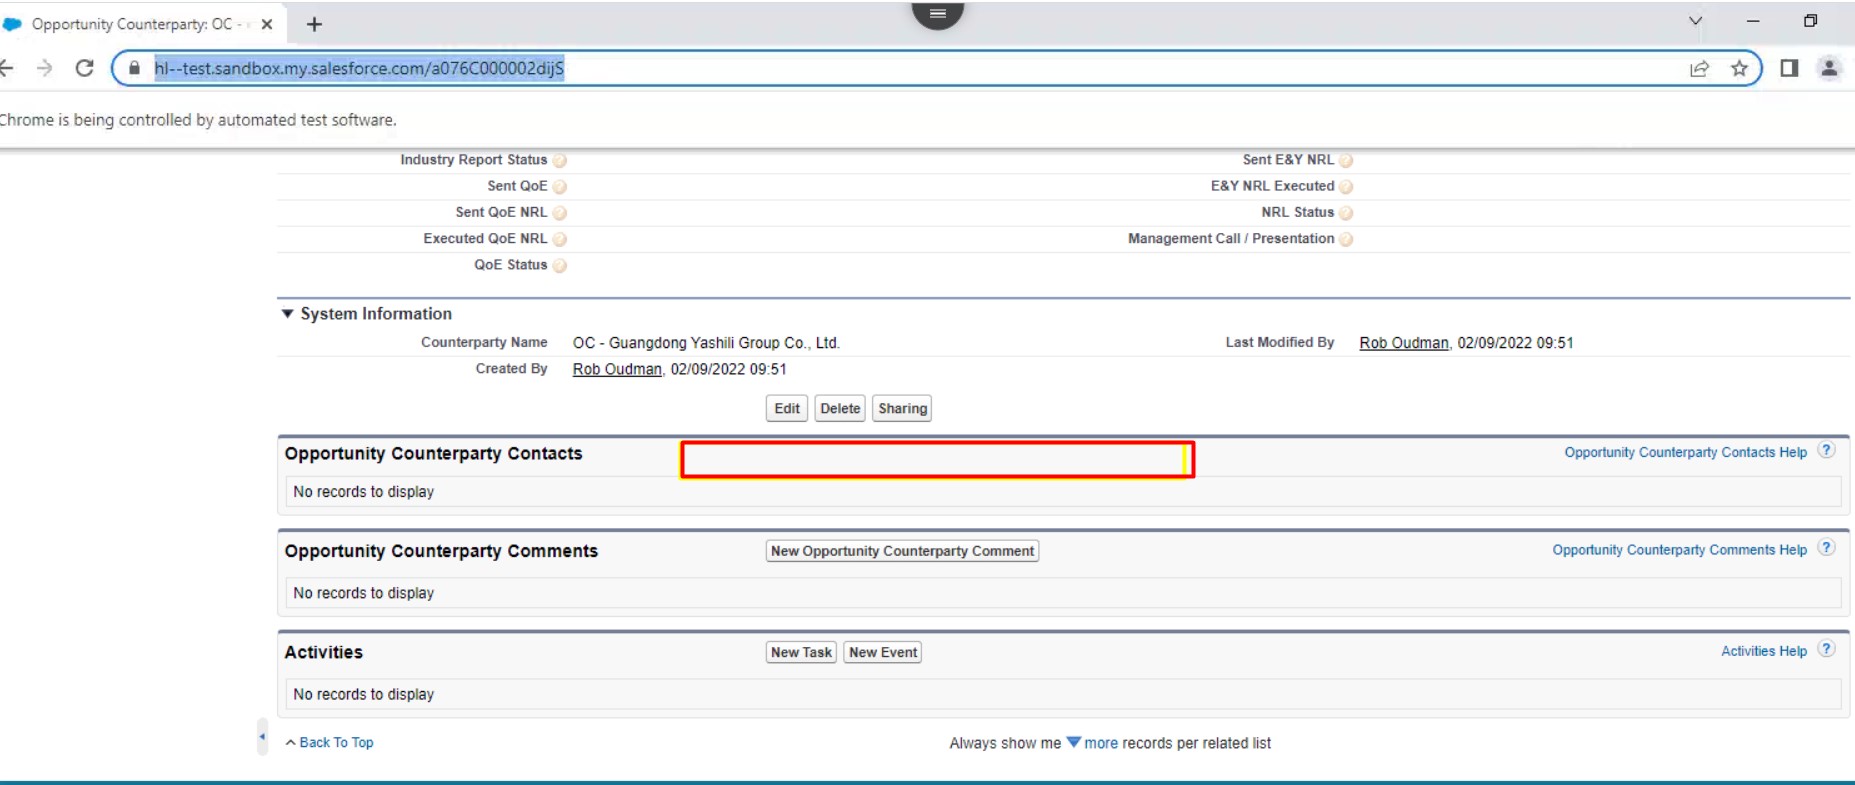 Opportunity Counterparty: OC -
hl--test.sandbox.my.salesforce.com/a076C000002dijS
Chrome is being controlled by automated test software.
Industry Report Status
Sent E&Y NRL
Sent QoE
E&Y NRL Executed
Sent QoE NRL
NRL Status
Executed QoE NRL
Management Call / Presentation
QoE Status
System Information
Counterparty Name OC - Guangdong Yashili Group Co., Ltd.
Last Modified By Rob Oudman, 02/09/2022 09:51
Created By Rob Oudman, 02/09/2022 09:51
Edit Delete Sharing
Opportunity Counterparty Contacts
Opportunity Counterparty Contacts Help ?
No records to display
Opportunity Counterparty Comments
New Opportunity Counterparty Comment
Opportunity Counterparty Comments Help ?
No records to display
Activities
New Task New Event
Activities Help ?
No records to display
Back To Top
Always show me more records per related list